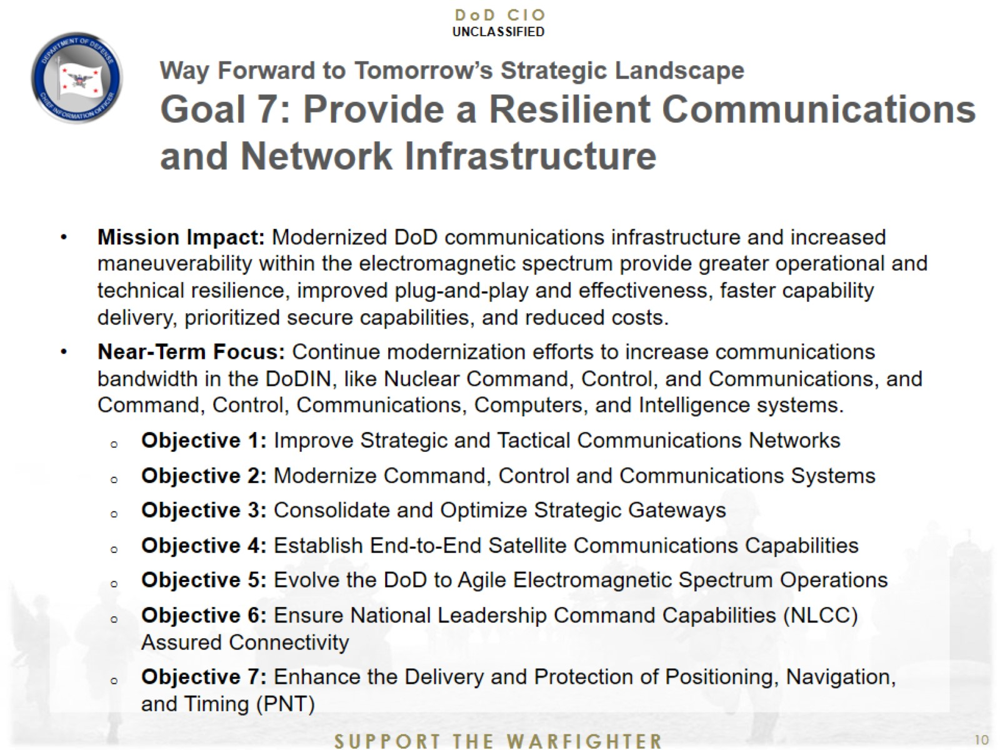 DoD CIO
UNCLASSIFIED
DEPARTMENT OF DEFENSE
CHIEF INFORMATION OFFICER
Way Forward to Tomorrow’s Strategic Landscape
Goal 7: Provide a Resilient Communications
and Network Infrastructure
• Mission Impact: Modernized DoD communications infrastructure and increased
maneuverability within the electromagnetic spectrum provide greater operational and
technical resilience, improved plug-and-play and effectiveness, faster capability
delivery, prioritized secure capabilities, and reduced costs.
• Near-Term Focus: Continue modernization efforts to increase communications
bandwidth in the DoDIN, like Nuclear Command, Control, and Communications, and
Command, Control, Communications, Computers, and Intelligence systems.
o Objective 1: Improve Strategic and Tactical Communications Networks
o Objective 2: Modernize Command, Control and Communications Systems
o Objective 3: Consolidate and Optimize Strategic Gateways
o Objective 4: Establish End-to-End Satellite Communications Capabilities
o Objective 5: Evolve the DoD to Agile Electromagnetic Spectrum Operations
o Objective 6: Ensure National Leadership Command Capabilities (NLCC)
Assured Connectivity
o Objective 7: Enhance the Delivery and Protection of Positioning, Navigation,
and Timing (PNT)
SUPPORT THE WARFIGHTER
10